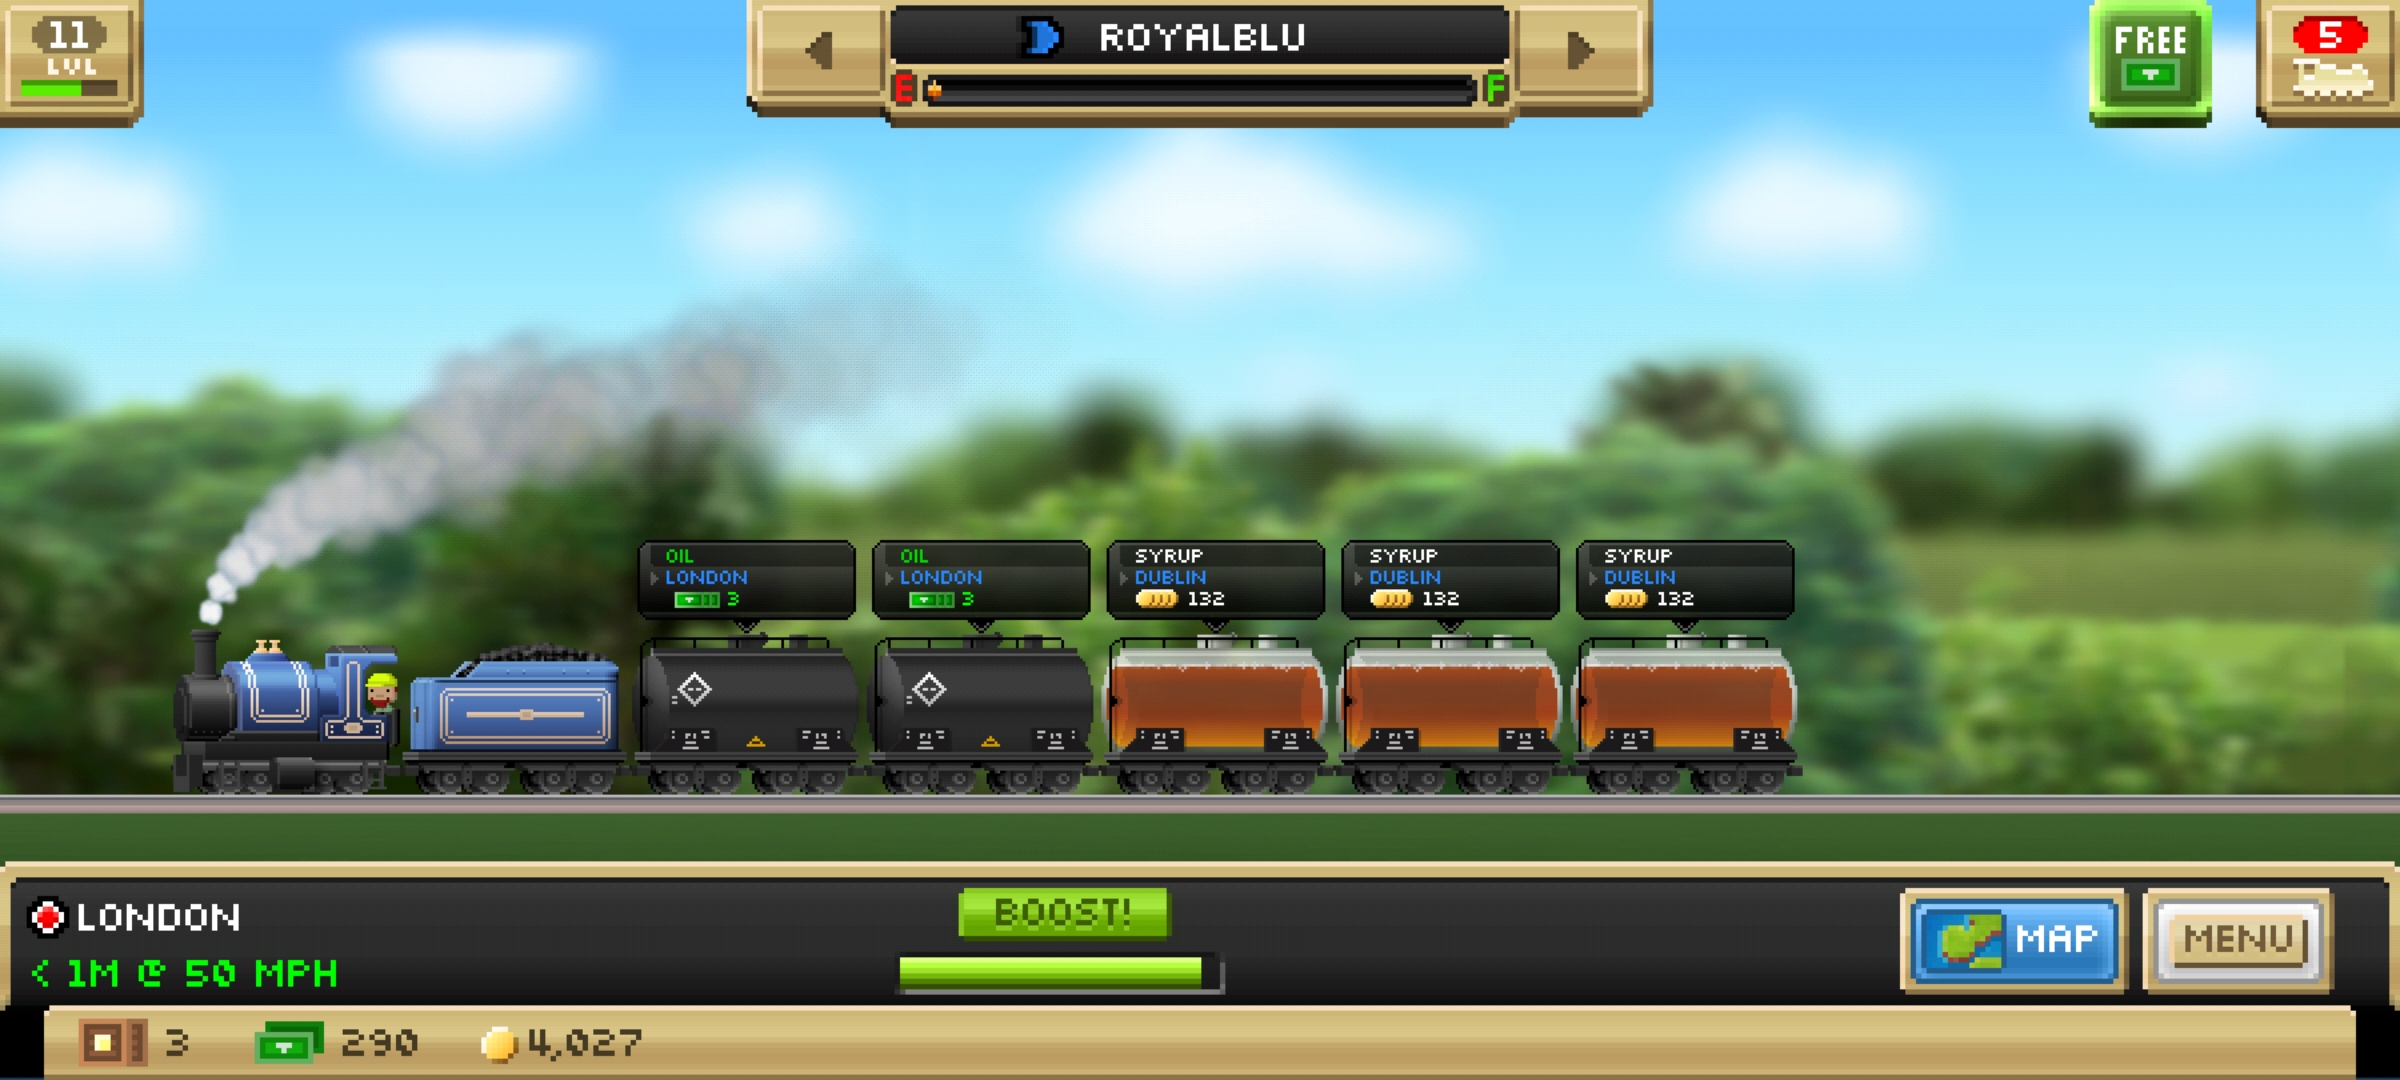 11
LVL
ROYALBLU
E
F
FREE
5
OIL
LONDON
3
OIL
LONDON
3
SYRUP
DUBLIN
132
SYRUP
DUBLIN
132
SYRUP
DUBLIN
132
LONDON
BOOST!
< 1M @ 50 MPH
MAP
MENU
3
290
4,027